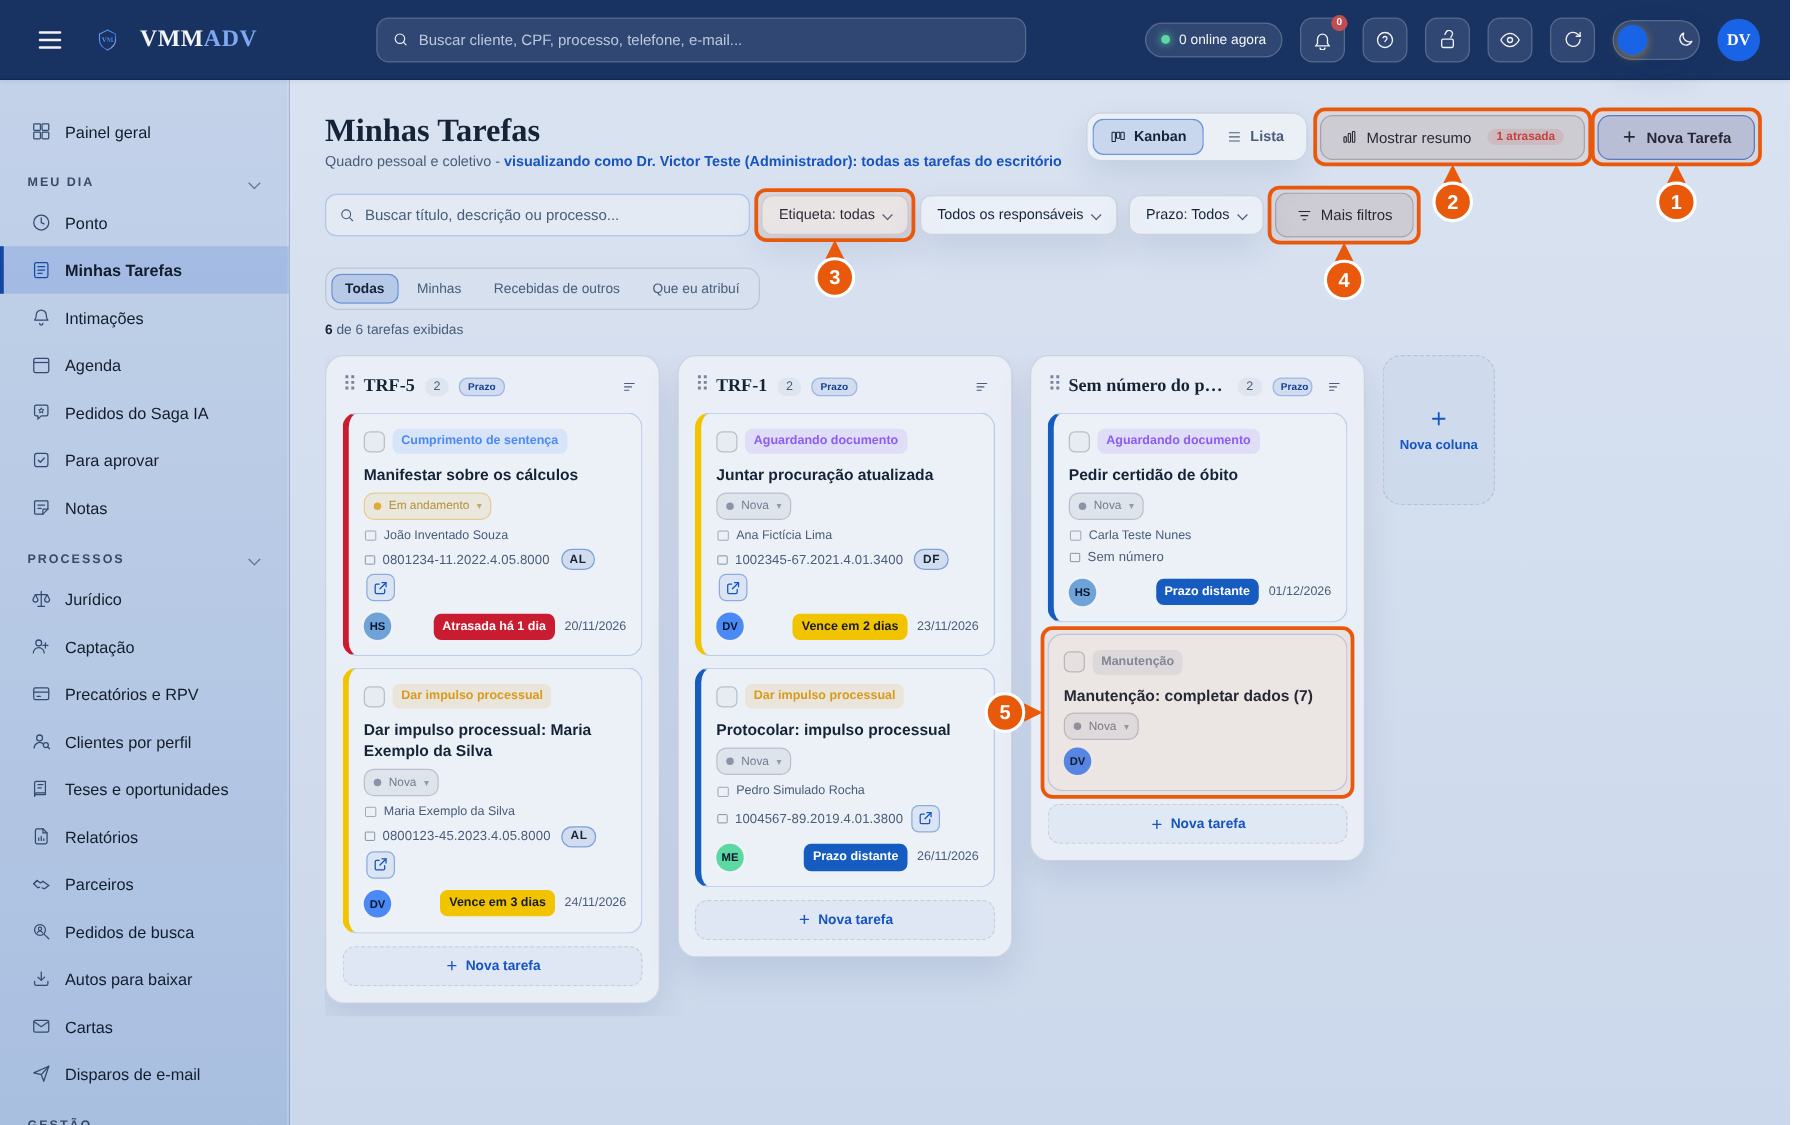 VMMADV
Buscar cliente, CPF, processo, telefone, e-mail...
0 online agora
0
DV
Painel geral
MEU DIA
Ponto
Minhas Tarefas
Intimações
Agenda
Pedidos do Saga IA
Para aprovar
Notas
PROCESSOS
Jurídico
Captação
Precatórios e RPV
Clientes por perfil
Teses e oportunidades
Relatórios
Parceiros
Pedidos de busca
Autos para baixar
Cartas
Disparos de e-mail
GESTÃO
Minhas Tarefas
Quadro pessoal e coletivo - visualizando como Dr. Victor Teste (Administrador): todas as tarefas do escritório
Kanban
Lista
Mostrar resumo 1 atrasada
+ Nova Tarefa
2
1
Buscar título, descrição ou processo...
Etiqueta: todas
Todos os responsáveis
Prazo: Todos
Mais filtros
3
4
Todas Minhas Recebidas de outros Que eu atribuí
6 de 6 tarefas exibidas
TRF-5 2 Prazo
Cumprimento de sentença
Manifestar sobre os cálculos
Em andamento
João Inventado Souza
0801234-11.2022.4.05.8000 AL
HS Atrasada há 1 dia 20/11/2026
Dar impulso processual
Dar impulso processual: Maria
Exemplo da Silva
Nova
Maria Exemplo da Silva
0800123-45.2023.4.05.8000 AL
DV Vence em 3 dias 24/11/2026
+ Nova tarefa
TRF-1 2 Prazo
Aguardando documento
Juntar procuração atualizada
Nova
Ana Fictícia Lima
1002345-67.2021.4.01.3400 DF
DV Vence em 2 dias 23/11/2026
Dar impulso processual
Protocolar: impulso processual
Nova
Pedro Simulado Rocha
1004567-89.2019.4.01.3800
ME Prazo distante 26/11/2026
+ Nova tarefa
Sem número do p... 2 Prazo
Aguardando documento
Pedir certidão de óbito
Nova
Carla Teste Nunes
Sem número
HS Prazo distante 01/12/2026
5
Manutenção
Manutenção: completar dados (7)
Nova
DV
+ Nova tarefa
+
Nova coluna